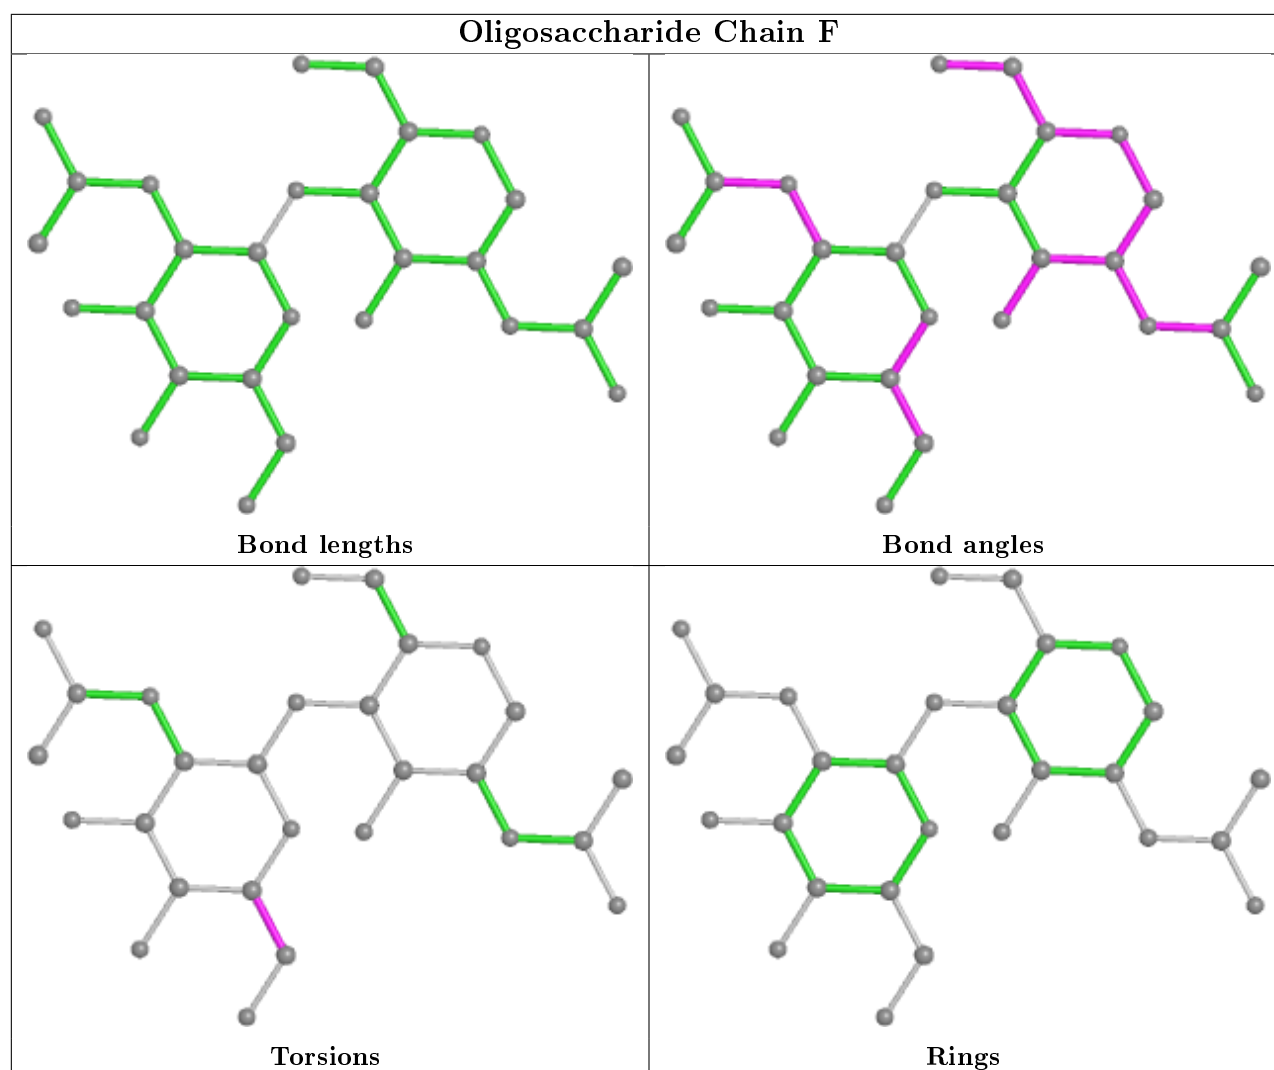 Oligosaccharide Chain F
Bond lengths
Bond angles
Torsions
Rings